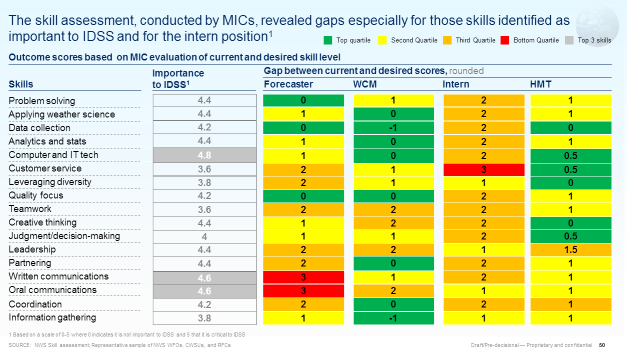 The skill assessment, conducted by MICs, revealed gaps especially for those skills identified as
important to IDSS and for the intern position¹
Top quartile Second Quartile Third Quartile Bottom Quartile Top 3 skills
Outcome scores based on MIC evaluation of current and desired skill level
Importance Gap between current and desired scores, rounded
Skills to IDSS¹ Forecaster WCM Intern HMT
Problem solving 4.4 0 1 2 1
Applying weather science 4.4 1 0 2 1
Data collection 4.2 0 -1 2 0
Analytics and stats 4.4 1 0 2 1
Computer and IT tech 4.8 1 0 2 0.5
Customer service 3.6 2 1 3 0.5
Leveraging diversity 3.8 2 1 1 0
Quality focus 4.2 0 0 2 1
Teamwork 3.6 2 2 2 1
Creative thinking 4.4 1 2 2 0
Judgment/decision-making 4 1 1 2 0.5
Leadership 4.4 2 2 1 1.5
Partnering 4.4 2 0 2 1
Written communications 4.6 3 1 2 1
Oral communications 4.6 3 2 1 1
Coordination 4.2 2 0 2 1
Information gathering 3.8 1 -1 1 1
1 Based on a scale of 0-5 where 0 indicates it is not important to IDSS and 5 that it is critical to IDSS
SOURCE: NWS Skill assessment; Representative sample of NWS WFOs, CWSUs, and RFCs
Draft/Pre-decisional — Proprietary and confidential 50